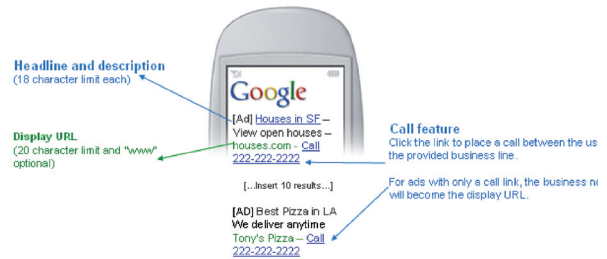 Headline and description
(18 character limit each)
Display URL
(20 character limit and "www"
optional)
Google
[Ad] Houses in SF –
View open houses –
houses.com - Call
222-222-2222
[...Insert 10 results...]
[AD] Best Pizza in LA
We deliver anytime
Tony's Pizza – Call
222-222-2222
Call feature
Click the link to place a call between the us
the provided business line.
For ads with only a call link, the business na
will become the display URL.